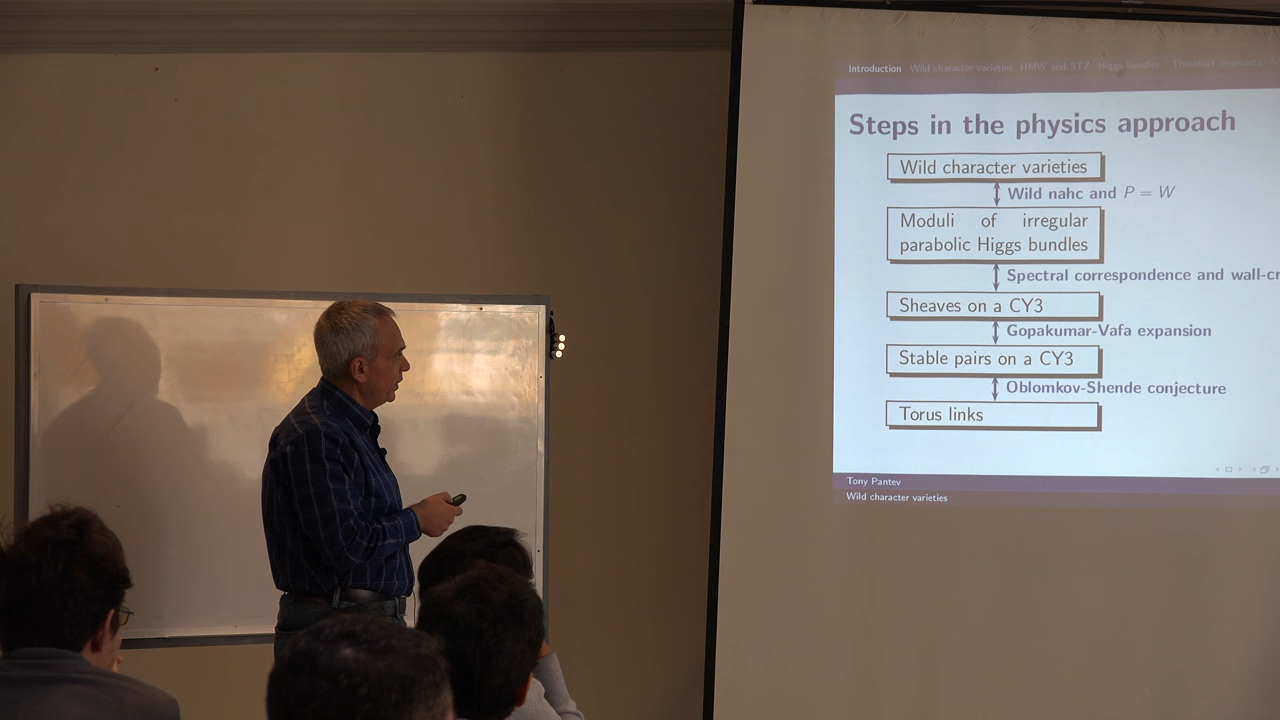 Introduction Wild character varieties HMW and STZ Higgs bundles Threefold invariants
Steps in the physics approach
Wild character varieties
Wild nahc and P = W
Moduli of irregular
parabolic Higgs bundles
Spectral correspondence and wall-cr
Sheaves on a CY3
Gopakumar-Vafa expansion
Stable pairs on a CY3
Oblomkov-Shende conjecture
Torus links
Tony Pantev
Wild character varieties